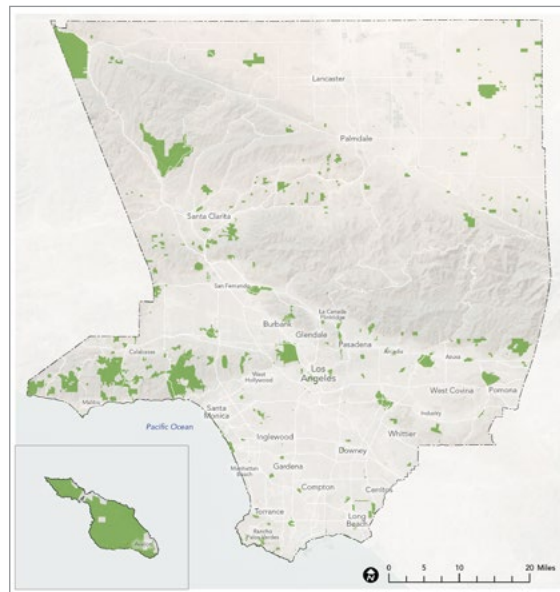 Lancaster
Palmdale
Santa Clarita
San Fernando
La Canada
Flintridge
Burbank
Glendale
Pasadena
Arcadia
Azusa
Calabasas
West
Hollywood
Los
Angeles
West Covina
Pomona
Malibu
Santa
Monica
Industry
Pacific Ocean
Whittier
Inglewood
Downey
Manhattan
Beach
Gardena
Compton
Cerritos
Torrance
Long
Beach
Rancho
Palos Verdes
Avalon
N
0 5 10 20 Miles